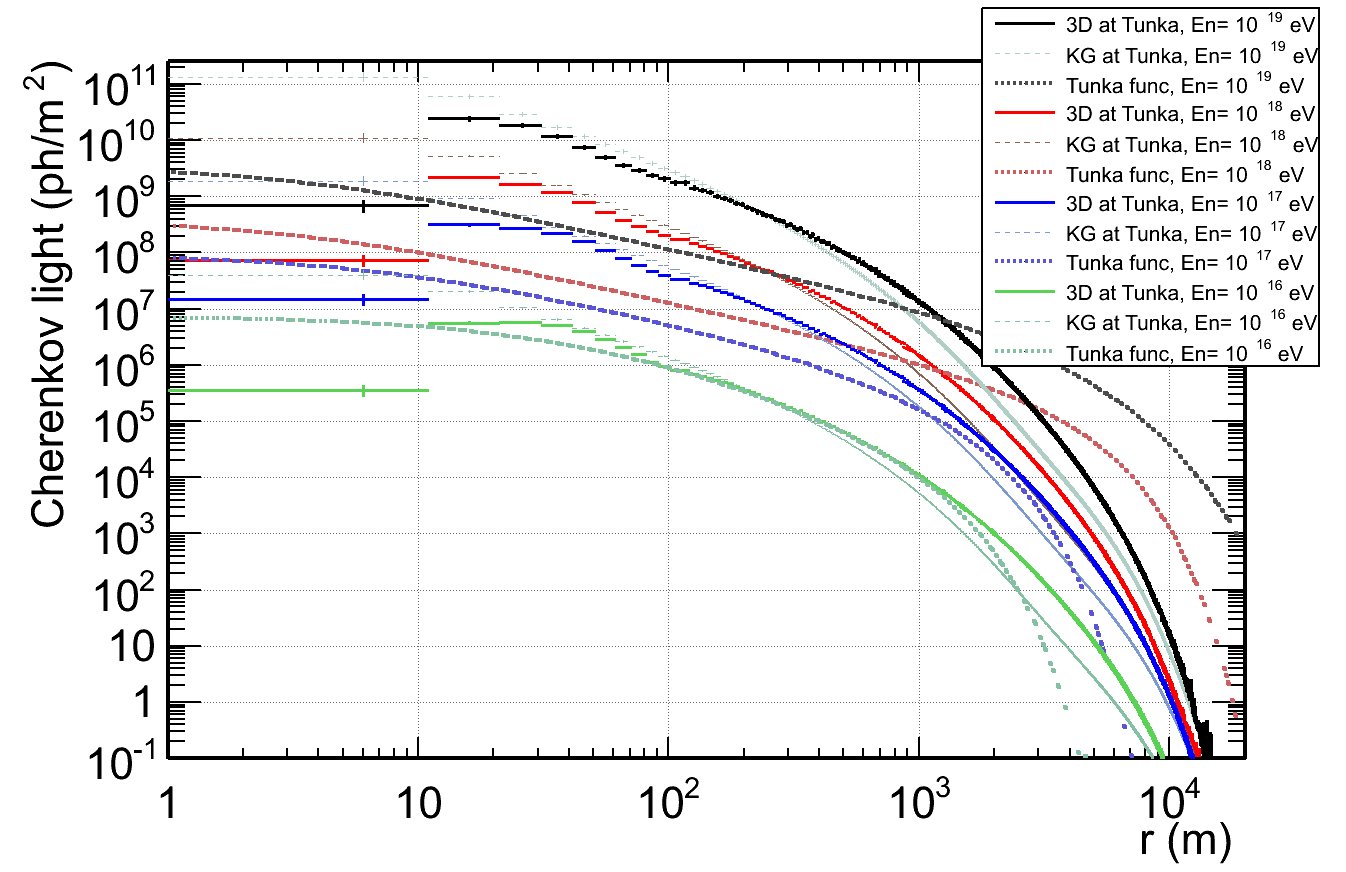 3D at Tunka, En= 10 19 eV
KG at Tunka, En= 10 19 eV
Tunka func, En= 10 19 eV
3D at Tunka, En= 10 18 eV
KG at Tunka, En= 10 18 eV
Tunka func, En= 10 18 eV
3D at Tunka, En= 10 17 eV
KG at Tunka, En= 10 17 eV
Tunka func, En= 10 17 eV
3D at Tunka, En= 10 16 eV
KG at Tunka, En= 10 16 eV
Tunka func, En= 10 16 eV
Cherenkov light (ph/m2)
10^11
10^10
10^9
10^8
10^7
10^6
10^5
10^4
10^3
10^2
10
1
10^-1
1 10 10^2 10^3 10^4
r (m)